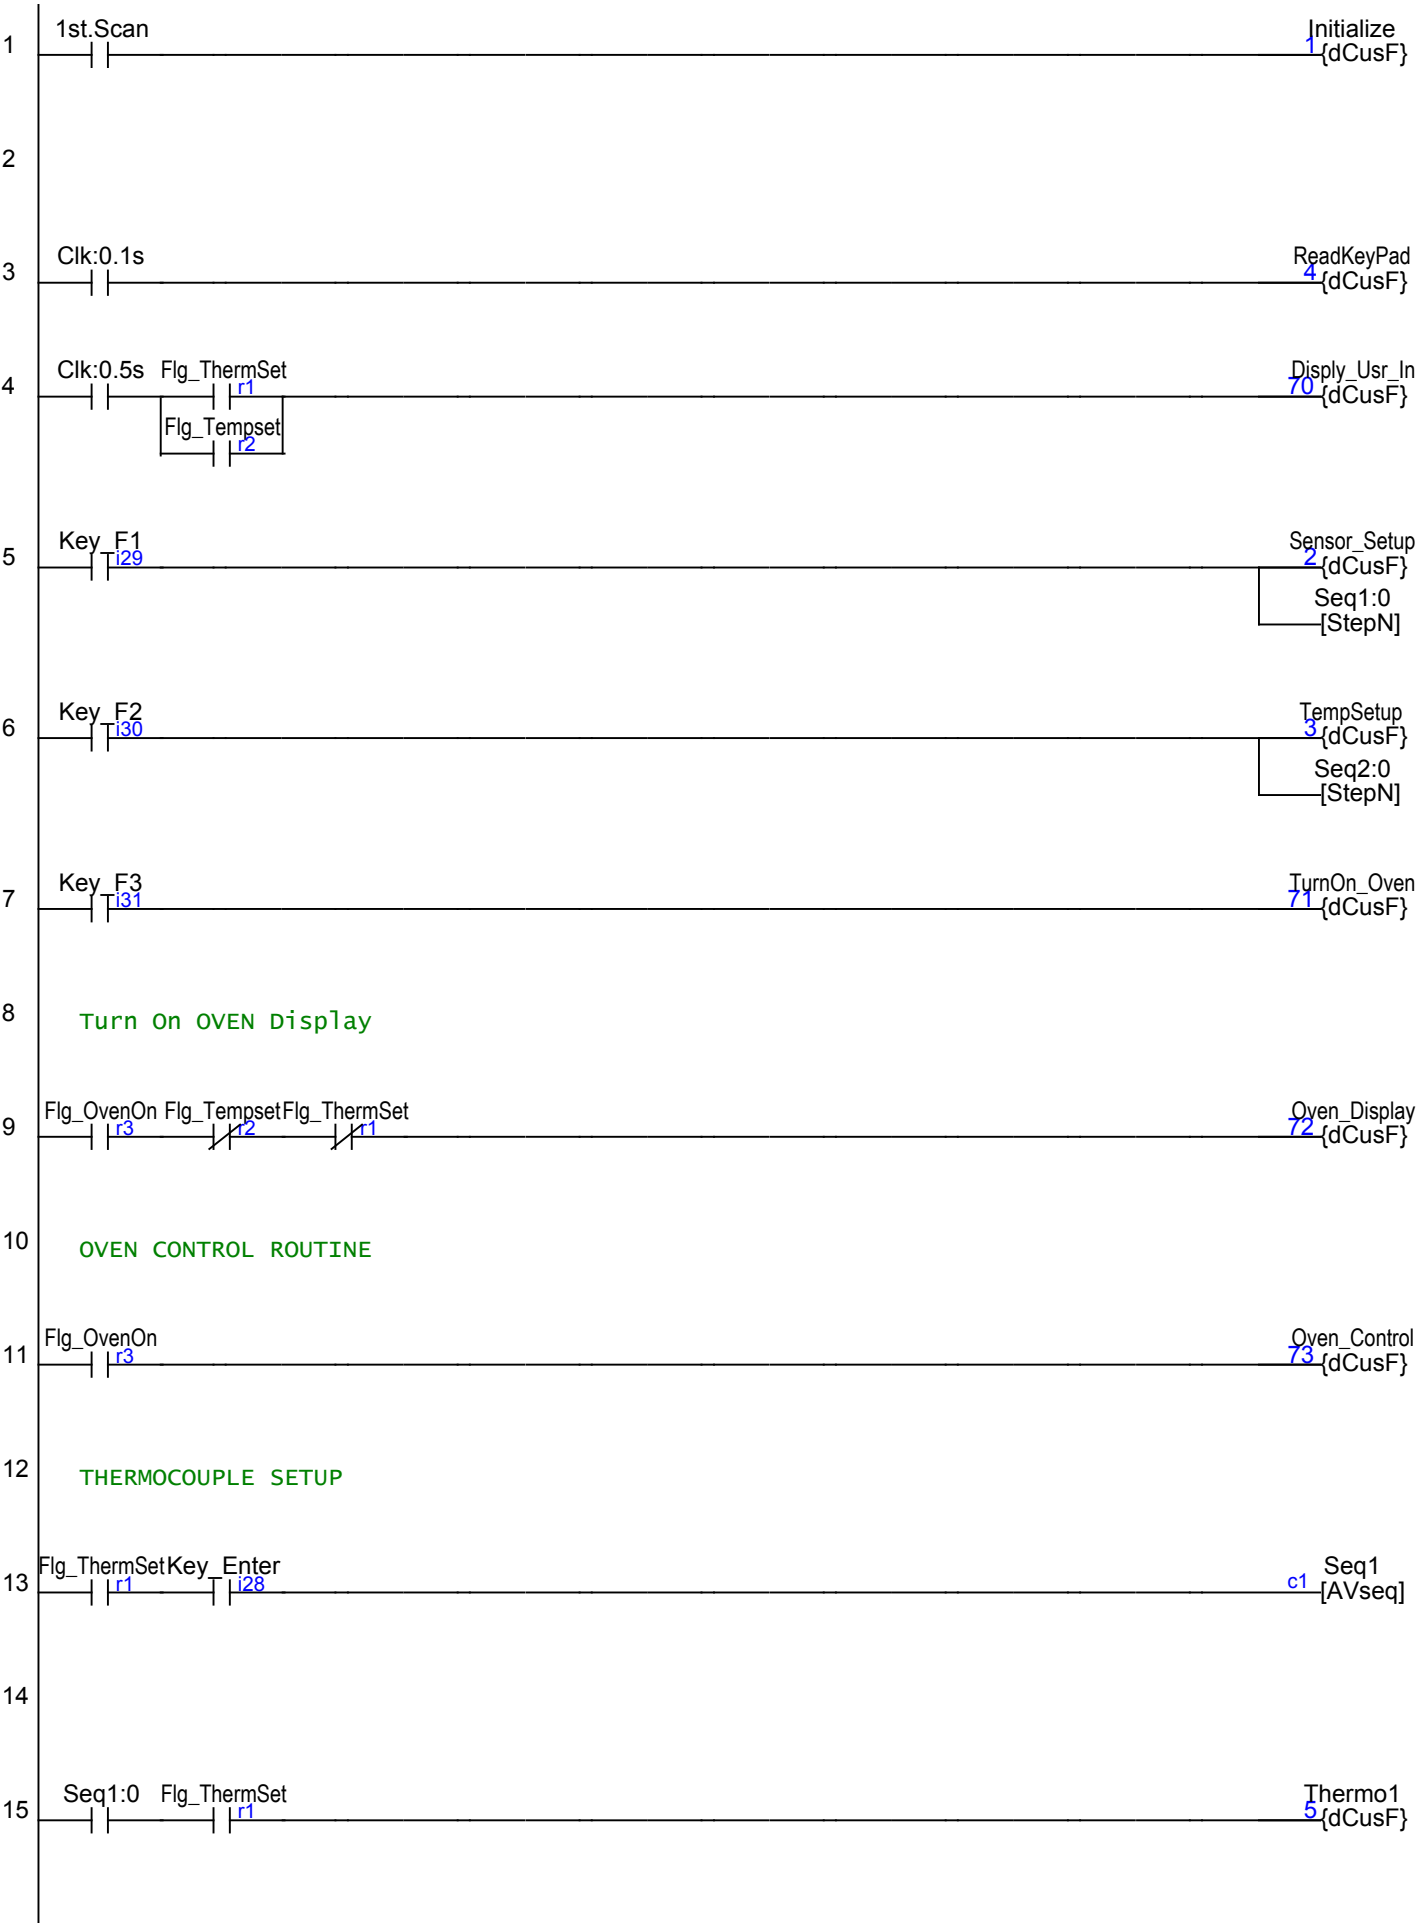 1st.Scan Initialize
1 1 {dCusF}
2
Clk:0.1s ReadKeyPad
3 4 {dCusF}
Clk:0.5s Flg_ThermSet Disply_Usr_In
4 r1 70 {dCusF}
Flg_Tempset
r2
Key_F1 Sensor_Setup
5 i29 2 {dCusF}
Seq1:0
[StepN]
Key_F2 TempSetup
6 i30 3 {dCusF}
Seq2:0
[StepN]
Key_F3 TurnOn_Oven
7 i31 71 {dCusF}
8 Turn On OVEN Display
Flg_OvenOn Flg_Tempset Flg_ThermSet Oven_Display
9 r3 r2 r1 72 {dCusF}
10 OVEN CONTROL ROUTINE
Flg_OvenOn Oven_Control
11 r3 73 {dCusF}
12 THERMOCOUPLE SETUP
Flg_ThermSet Key_Enter Seq1
13 r1 i28 c1 [AVseq]
14
Seq1:0 Flg_ThermSet Thermo1
15 r1 5 {dCusF}